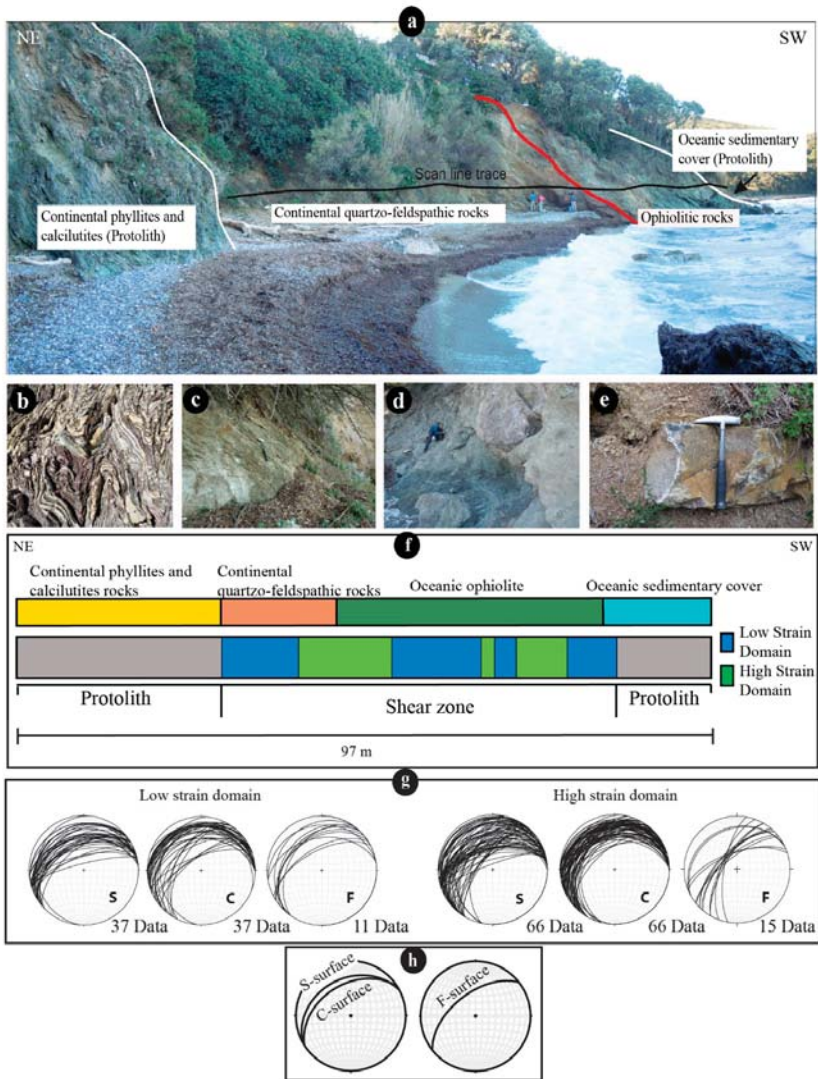 a
NE
SW
Oceanic sedimentary
cover (Protolith)
Scan line trace
Continental phyllites and
calcilutites (Protolith)
Continental quartzo-feldspathic rocks
Ophiolitic rocks
b
c
d
e
f
NE
SW
Continental phyllites and
calcilutites rocks
Continental
quartzo-feldspathic rocks
Oceanic ophiolite
Oceanic sedimentary cover
Low Strain
Domain
High Strain
Domain
Protolith
Shear zone
Protolith
97 m
g
Low strain domain
High strain domain
S
C
F
S
C
F
37 Data
37 Data
11 Data
66 Data
66 Data
15 Data
h
S-surface
C-surface
F-surface